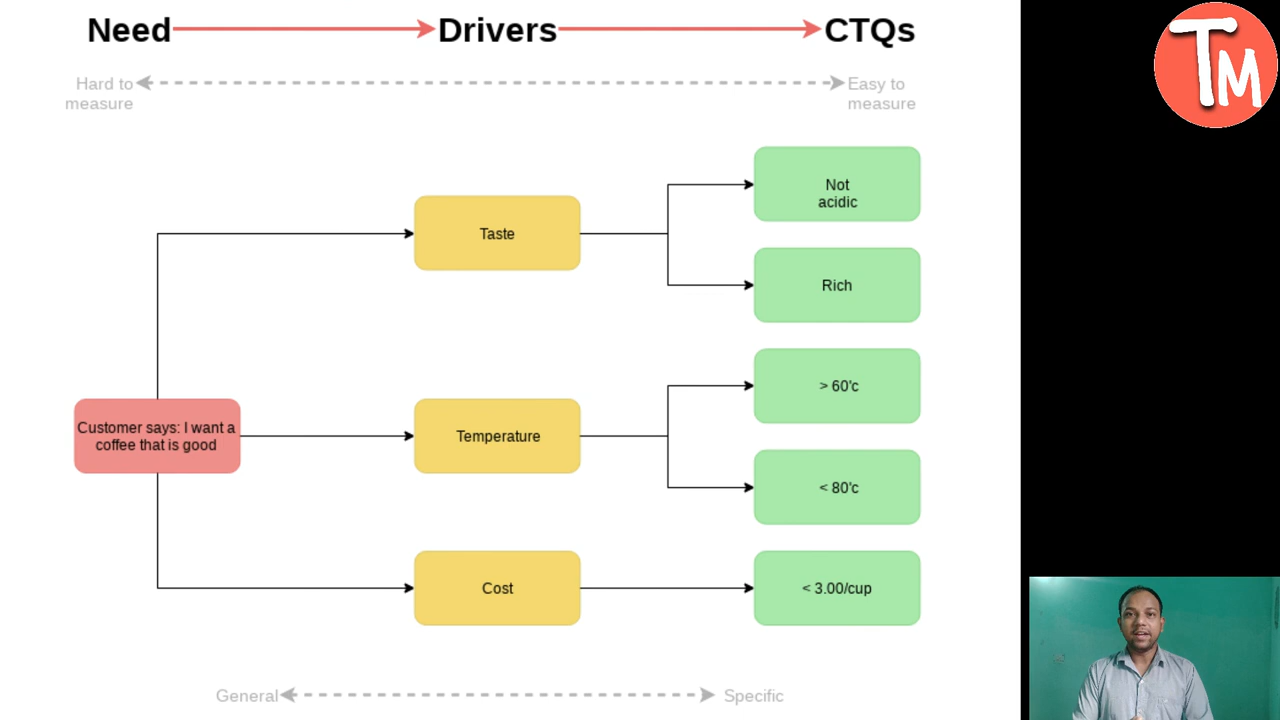 Need
Drivers
CTQs
Hard to
measure
Easy to
measure
TM
Not
acidic
Taste
Rich
> 60'c
Customer says: I want a
coffee that is good
Temperature
< 80'c
Cost
< 3.00/cup
General
Specific